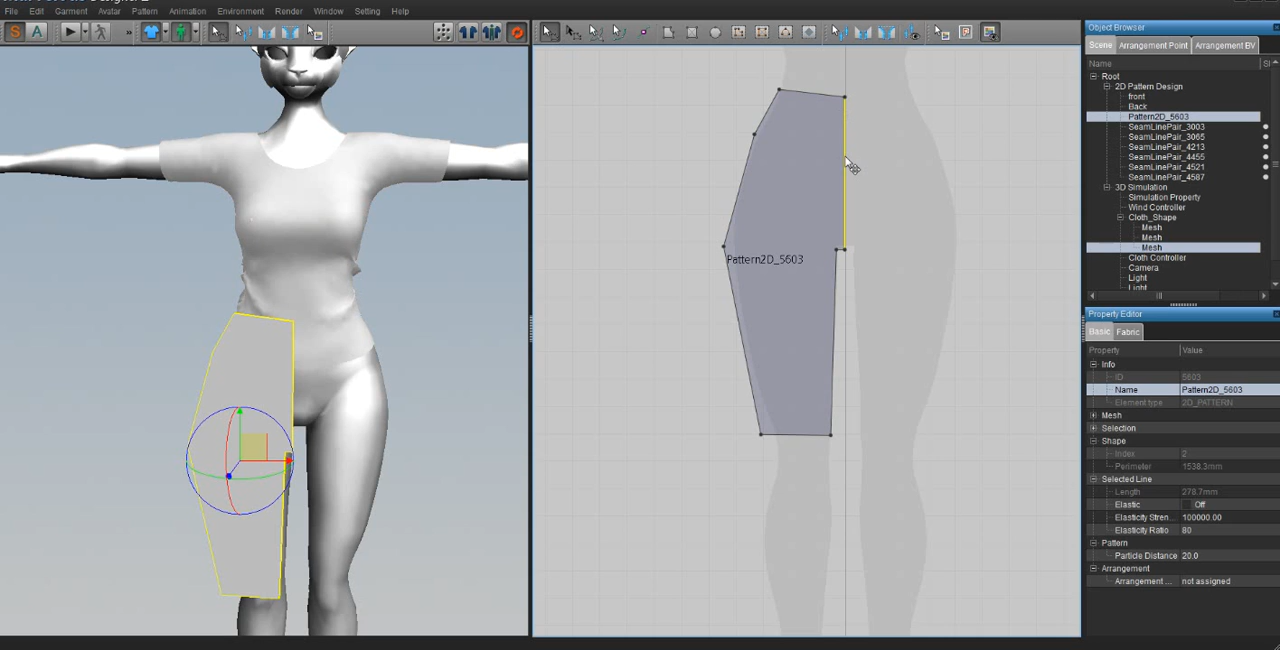 File Edit Garment Avatar Pattern Animation Environment Render Window Setting Help
S A »
Pattern2D_5603
Object Browser
Scene Arrangement Point Arrangement BV
Name
Root
2D Pattern Design
front
Back
Pattern2D_5603
SeamLinePair_3003
SeamLinePair_3065
SeamLinePair_4213
SeamLinePair_4455
SeamLinePair_4521
SeamLinePair_4587
3D Simulation
Simulation Property
Wind Controller
Cloth_Shape
Mesh
Mesh
Mesh
Cloth Controller
Camera
Light
Light
Property Editor
Basic Fabric
Property Value
Info
ID 5603
Name Pattern2D_5603
Element type 2D_PATTERN
Mesh
Selection
Shape
Index 2
Perimeter 1538.3mm
Selected Line
Length 278.7mm
Elastic Off
Elasticity Stren... 100000.00
Elasticity Ratio 80
Pattern
Particle Distance 20.0
Arrangement
Arrangement ... not assigned